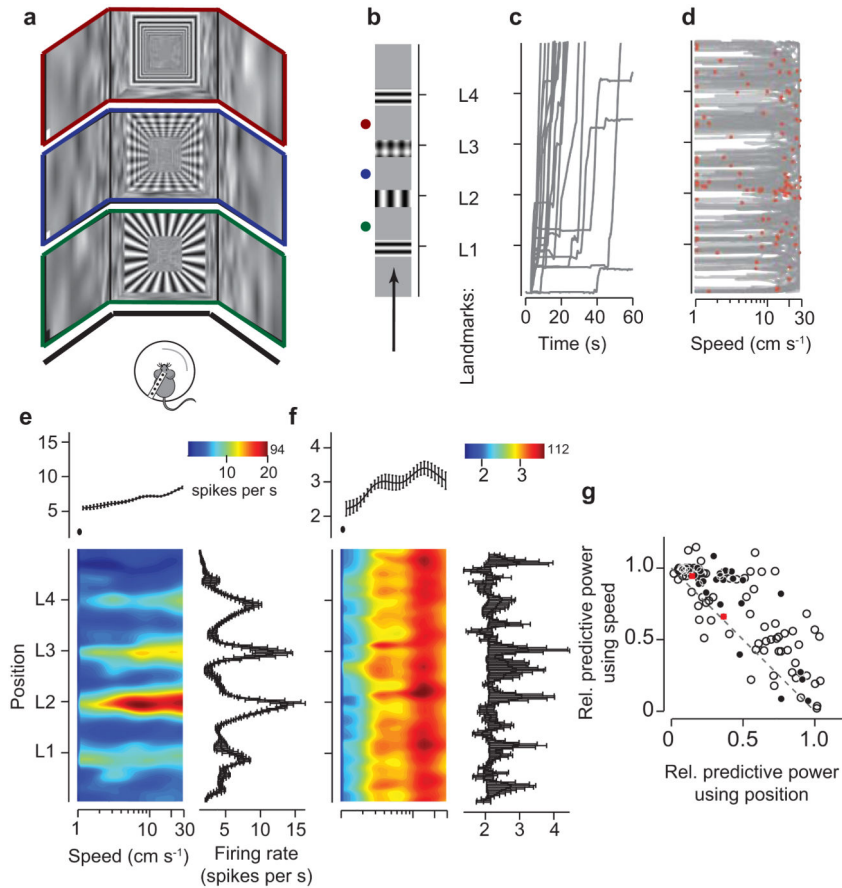 a
b
c
d
L4
L3
L2
L1
Landmarks:
0 20 40 60
Time (s)
1 10 30
Speed (cm s⁻¹)
e
f
15
10
5
94
10 20
spikes per s
4
3
2
112
2 3
g
Position
L4
L3
L2
L1
1 10 30
Speed (cm s⁻¹)
5 10 15
Firing rate
(spikes per s)
2 3 4
Rel. predictive power
using speed
1.0
0.5
0
0 0.5 1.0
Rel. predictive power
using position